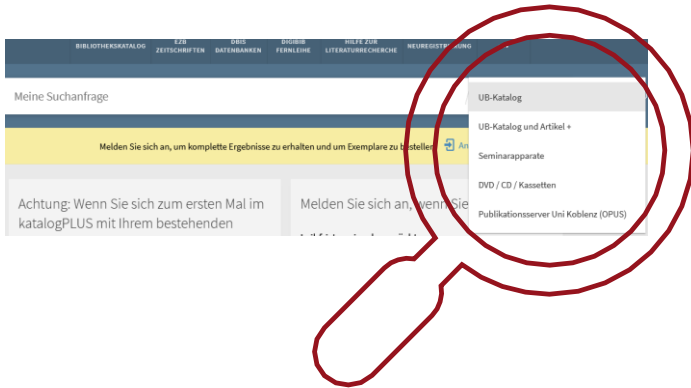 BIBLIOTHEKSKATALOG
EZB
ZEITSCHRIFTEN
DBIS
DATENBANKEN
DIGIBIB
FERNLEIHE
HILFE ZUR
LITERATURRECHERCHE
Meine Suchanfrage
Melden Sie sich an, um komplette Ergebnisse zu erhalten und um Exemplare zu
UB-Katalog
UB-Katalog und Artikel +
Seminarapparate
DVD / CD / Kassetten
Publikationsserver Uni Koblenz (OPUS)
Achtung: Wenn Sie sich zum ersten Mal im
katalogPLUS mit Ihrem bestehenden
Melden Sie sich an, wenn Sie